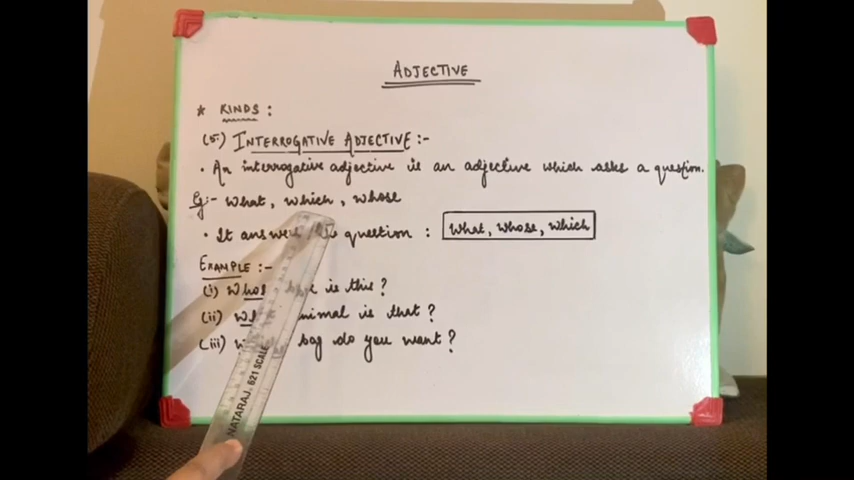 ADJECTIVE
* KINDS :
(5.) INTERROGATIVE ADJECTIVE :-
• An interrogative adjective is an adjective which asks a question.
Eg:- What, which, whose
• It answers question : What, whose, which
EXAMPLE :-
(i) is this ?
(ii) animal is that ?
(iii) bag do you want ?
NATARAJ 621 SCALE